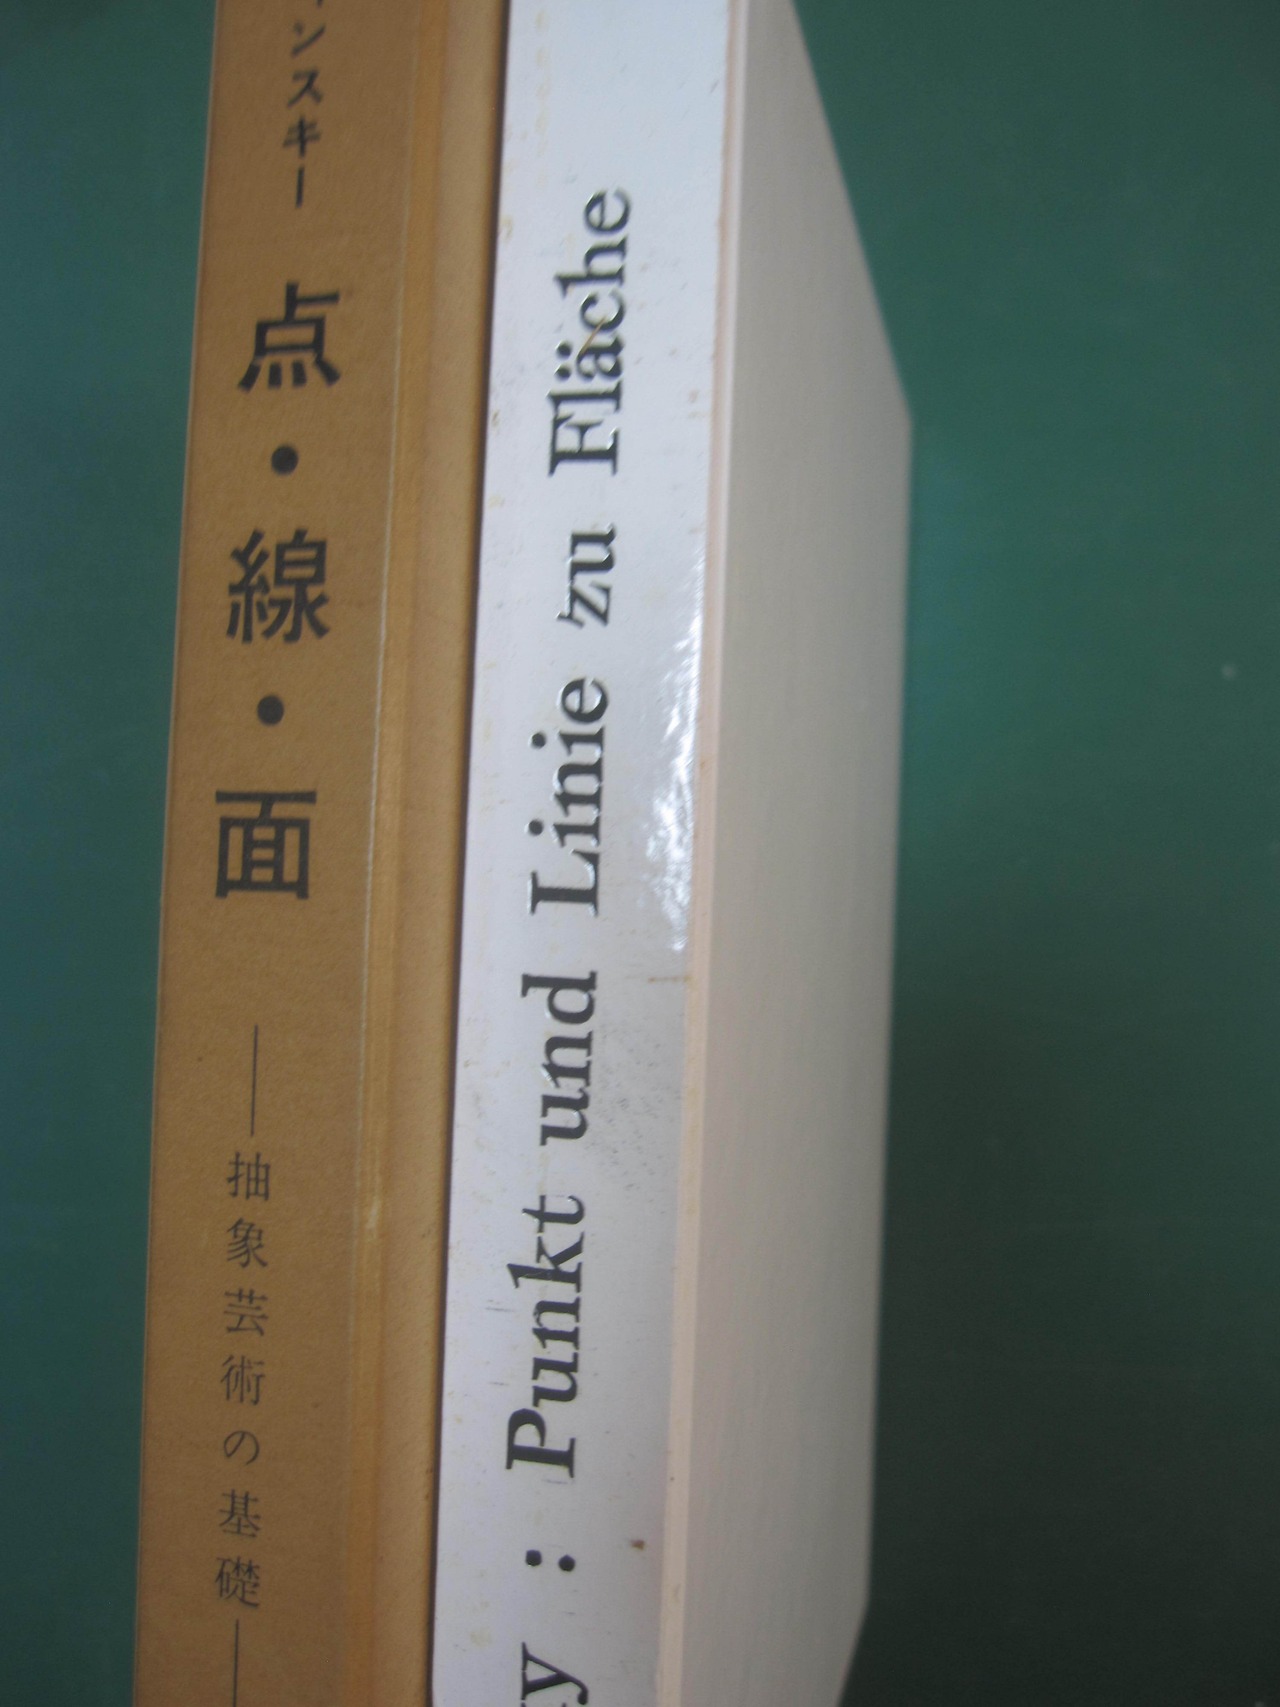 ンスキー 点・線・面 ――抽象芸術の基礎――
y : Punkt und Linie zu Fläche